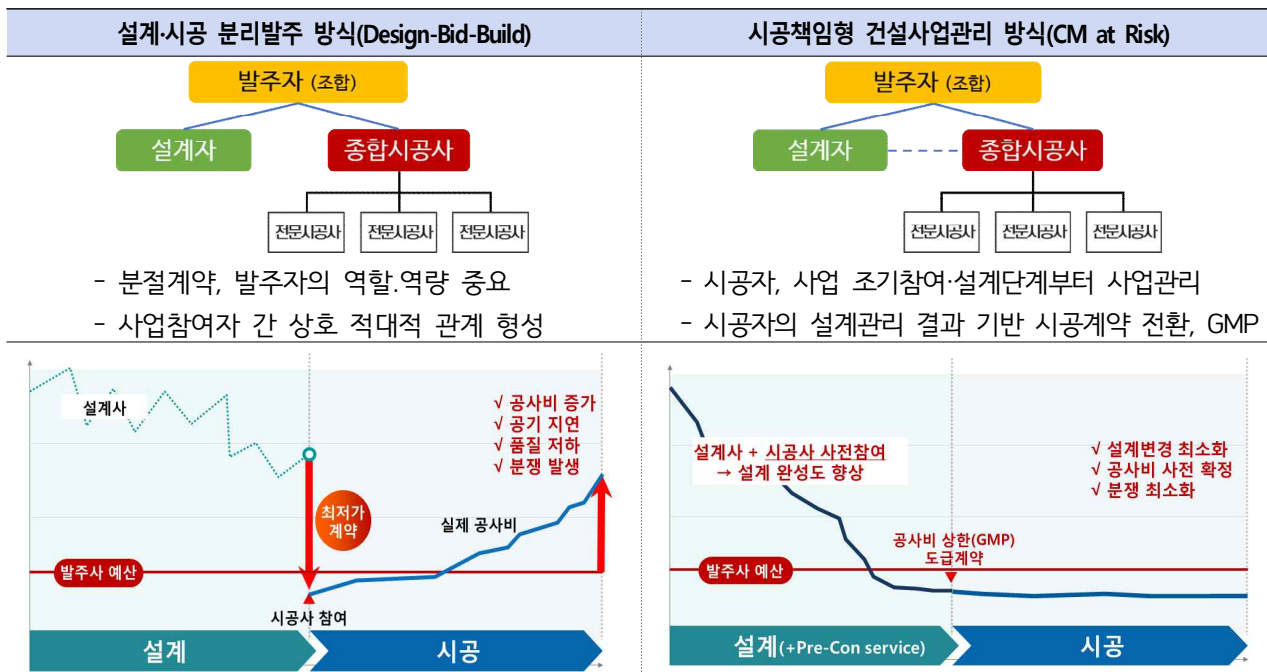 설계·시공 분리발주 방식(Design-Bid-Build)
발주자 (조합)
설계자
종합시공사
전문시공사
전문시공사
전문시공사
- 분절계약, 발주자의 역할.역량 중요
- 사업참여자 간 상호 적대적 관계 형성
시공책임형 건설사업관리 방식(CM at Risk)
발주자 (조합)
설계자
종합시공사
전문시공사
전문시공사
전문시공사
- 시공자, 사업 조기참여·설계단계부터 사업관리
- 시공자의 설계관리 결과 기반 시공계약 전환, GMP
설계사
√ 공사비 증가
√ 공기 지연
√ 품질 저하
√ 분쟁 발생
최저가
계약
실제 공사비
발주사 예산
시공사 참여
설계
시공
설계사 + 시공사 사전참여
→ 설계 완성도 향상
√ 설계변경 최소화
√ 공사비 사전 확정
√ 분쟁 최소화
공사비 상한(GMP)
도급계약
발주사 예산
설계(+Pre-Con service)
시공